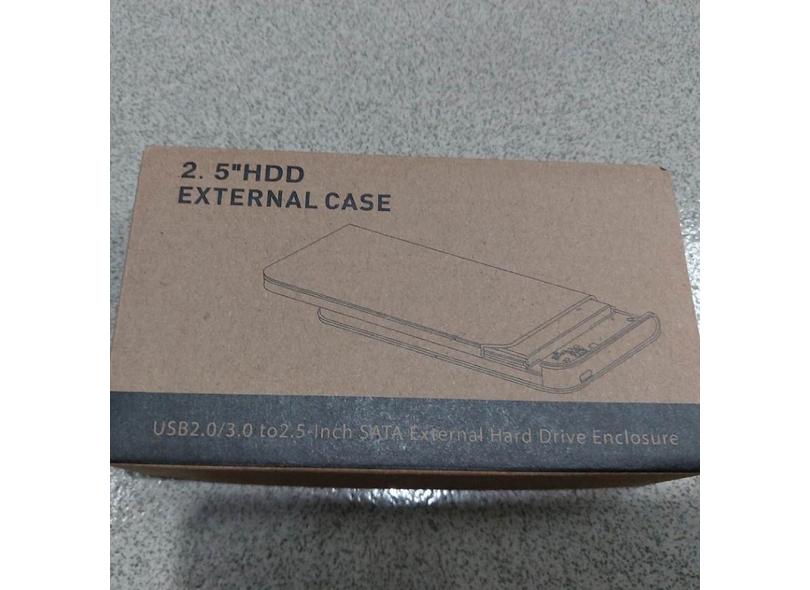 2. 5"HDD
EXTERNAL CASE
USB2.0/3.0 to2.5-Inch SATA External Hard Drive Enclosure